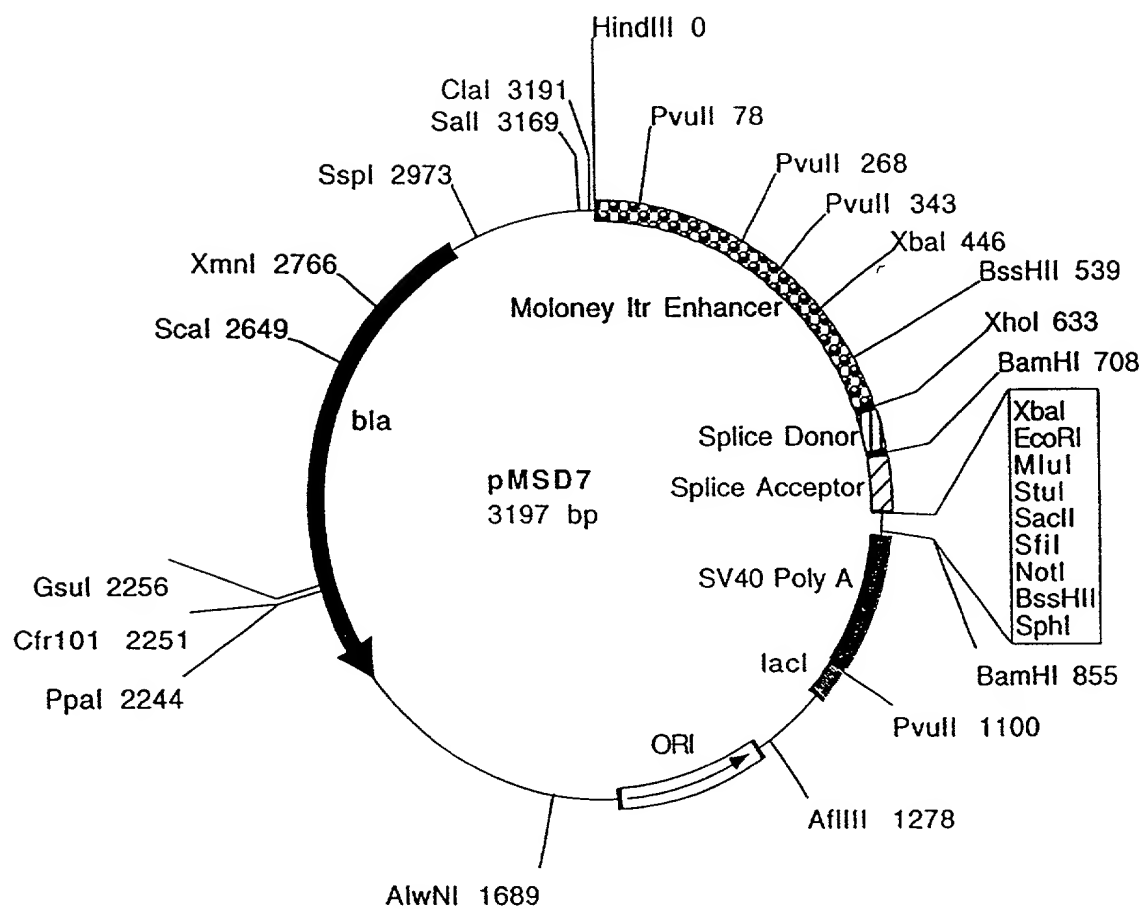 HindIII 0
ClaI 3191
SalI 3169
PvuII 78
SspI 2973
PvuII 268
PvuII 343
XbaI 446
XmnI 2766
BssHII 539
Moloney ltr Enhancer
ScaI 2649
XhoI 633
BamHI 708
bla
Splice Donor
XbaI
EcoRI
MluI
StuI
SacII
SfiI
NotI
BssHII
SphI
pMSD7
3197 bp
Splice Acceptor
SV40 Poly A
GsuI 2256
Cfr101 2251
PpaI 2244
lacI
BamHI 855
PvuII 1100
ORI
AflIII 1278
AlwNI 1689